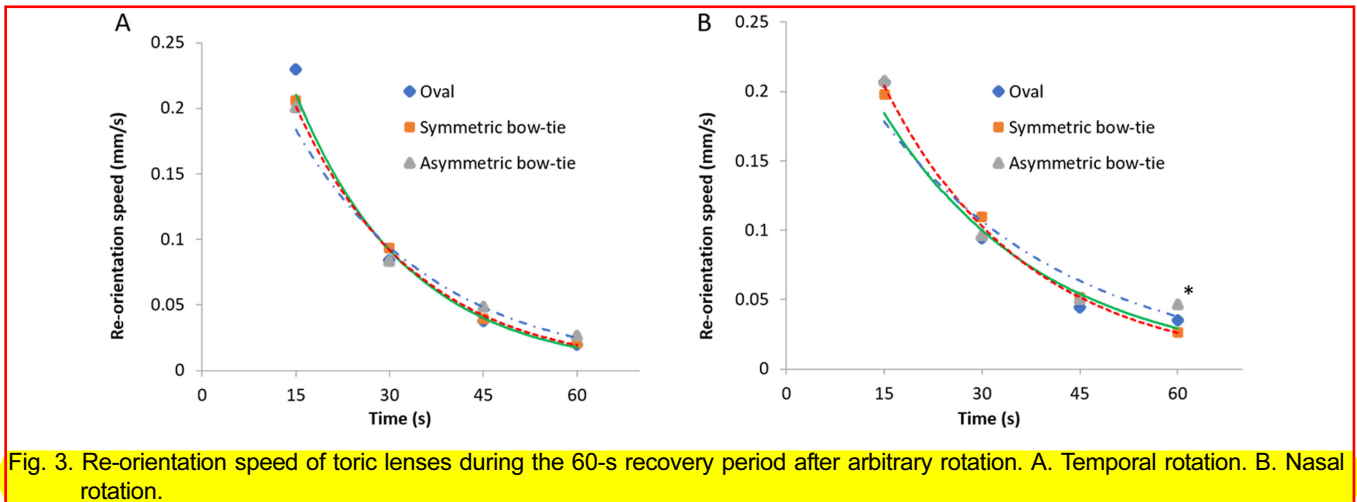 A
B
0.25
0.2
0.15
0.1
0.05
0
Re-orientation speed (mm/s)
Oval
Symmetric bow-tie
Asymmetric bow-tie
0 15 30 45 60
Time (s)
0.25
0.2
0.15
0.1
0.05
0
Re-orientation speed (mm/s)
Oval
Symmetric bow-tie
Asymmetric bow-tie
*
0 15 30 45 60
Time (s)
Fig. 3. Re-orientation speed of toric lenses during the 60-s recovery period after arbitrary rotation. A. Temporal rotation. B. Nasal
rotation.